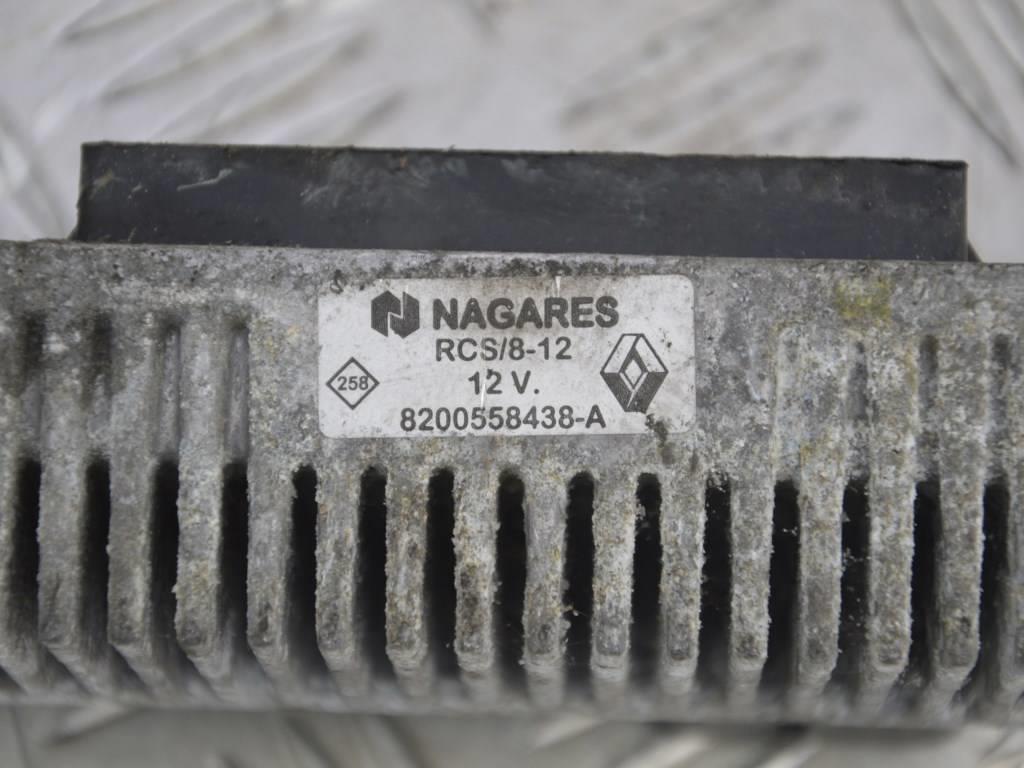 NAGARES
RCS/8-12
258
12 V.
8200558438-A